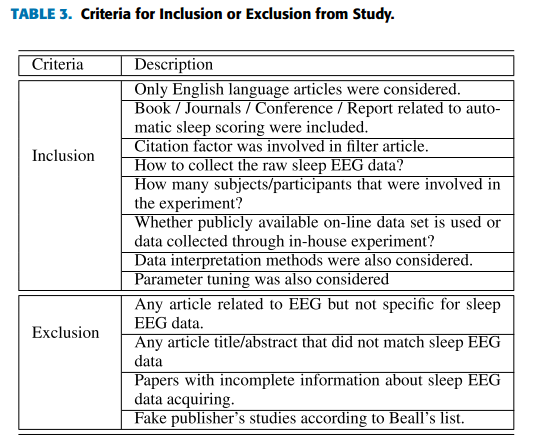 TABLE 3. Criteria for Inclusion or Exclusion from Study.
Criteria Description
Inclusion
Only English language articles were considered.
Book / Journals / Conference / Report related to auto-
matic sleep scoring were included.
Citation factor was involved in filter article.
How to collect the raw sleep EEG data?
How many subjects/participants that were involved in
the experiment?
Whether publicly available on-line data set is used or
data collected through in-house experiment?
Data interpretation methods were also considered.
Parameter tuning was also considered
Exclusion
Any article related to EEG but not specific for sleep
EEG data.
Any article title/abstract that did not match sleep EEG
data
Papers with incomplete information about sleep EEG
data acquiring.
Fake publisher's studies according to Beall's list.